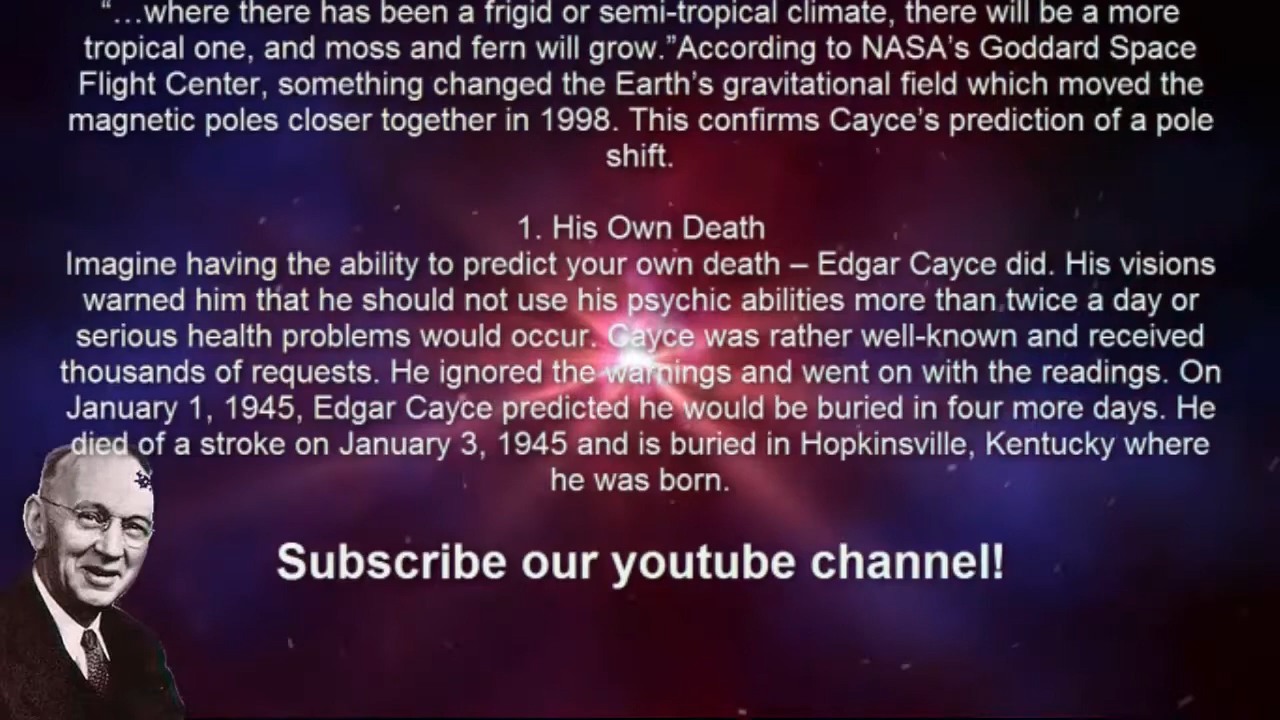 “…where there has been a frigid or semi-tropical climate, there will be a more
tropical one, and moss and fern will grow.”According to NASA’s Goddard Space
Flight Center, something changed the Earth’s gravitational field which moved the
magnetic poles closer together in 1998. This confirms Cayce’s prediction of a pole
shift.
1. His Own Death
Imagine having the ability to predict your own death – Edgar Cayce did. His visions
warned him that he should not use his psychic abilities more than twice a day or
serious health problems would occur. Cayce was rather well-known and received
thousands of requests. He ignored the warnings and went on with the readings. On
January 1, 1945, Edgar Cayce predicted he would be buried in four more days. He
died of a stroke on January 3, 1945 and is buried in Hopkinsville, Kentucky where
he was born.
Subscribe our youtube channel!